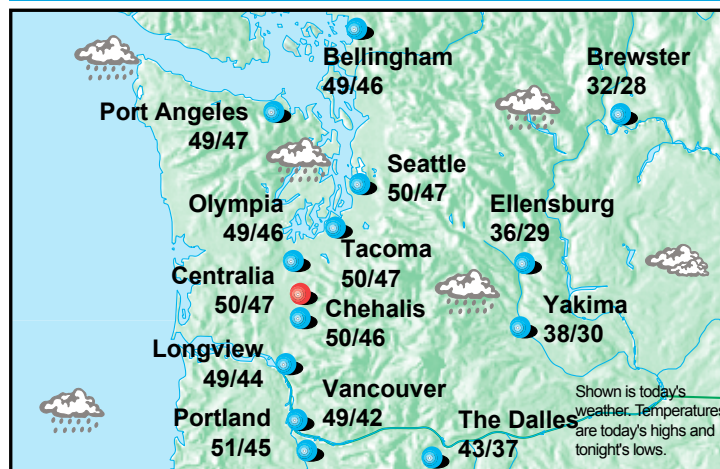 Bellingham
49/46
Brewster
32/28
Port Angeles
49/47
Seattle
50/47
Olympia
49/46
Ellensburg
36/29
Tacoma
50/47
Centralia
50/47
Chehalis
50/46
Yakima
38/30
Longview
49/44
Vancouver
49/42
Portland
51/45
The Dalles
43/37
Shown is today's
weather. Temperatures
are today's highs and
tonight's lows.